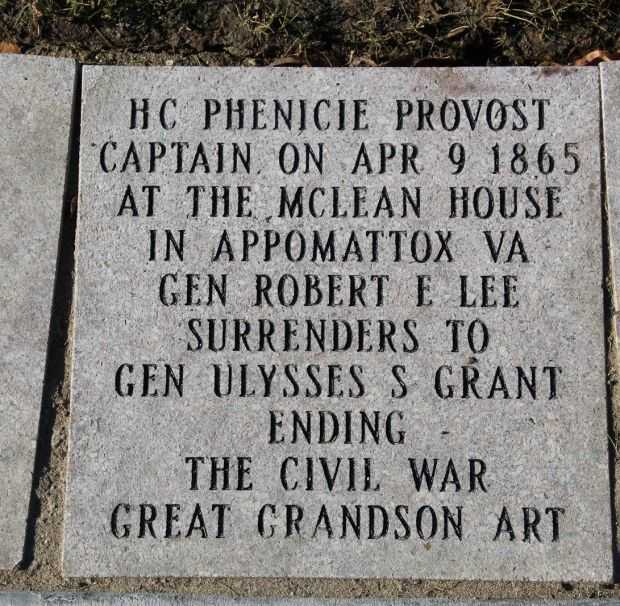 HC PHENICIE PROVOST
CAPTAIN ON APR 9 1865
AT THE MCLEAN HOUSE
IN APPOMATTOX VA
GEN ROBERT E LEE
SURRENDERS TO
GEN ULYSSES S GRANT
ENDING
THE CIVIL WAR
GREAT GRANDSON ART